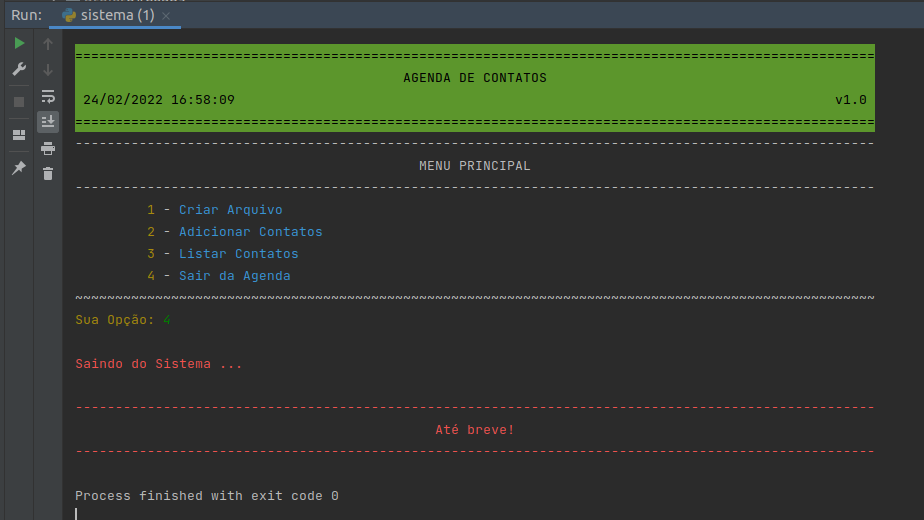 Run: sistema (1) ×
====================================================================================================
AGENDA DE CONTATOS
24/02/2022 16:58:09 v1.0
====================================================================================================
----------------------------------------------------------------------------------------------------
MENU PRINCIPAL
----------------------------------------------------------------------------------------------------
1 - Criar Arquivo
2 - Adicionar Contatos
3 - Listar Contatos
4 - Sair da Agenda
~~~~~~~~~~~~~~~~~~~~~~~~~~~~~~~~~~~~~~~~~~~~~~~~~~~~~~~~~~~~~~~~~~~~~~~~~~~~~~~~~~~~~~~~~~~~~~~~~~~~
Sua Opção: 4
Saindo do Sistema ...
----------------------------------------------------------------------------------------------------
Até breve!
----------------------------------------------------------------------------------------------------
Process finished with exit code 0